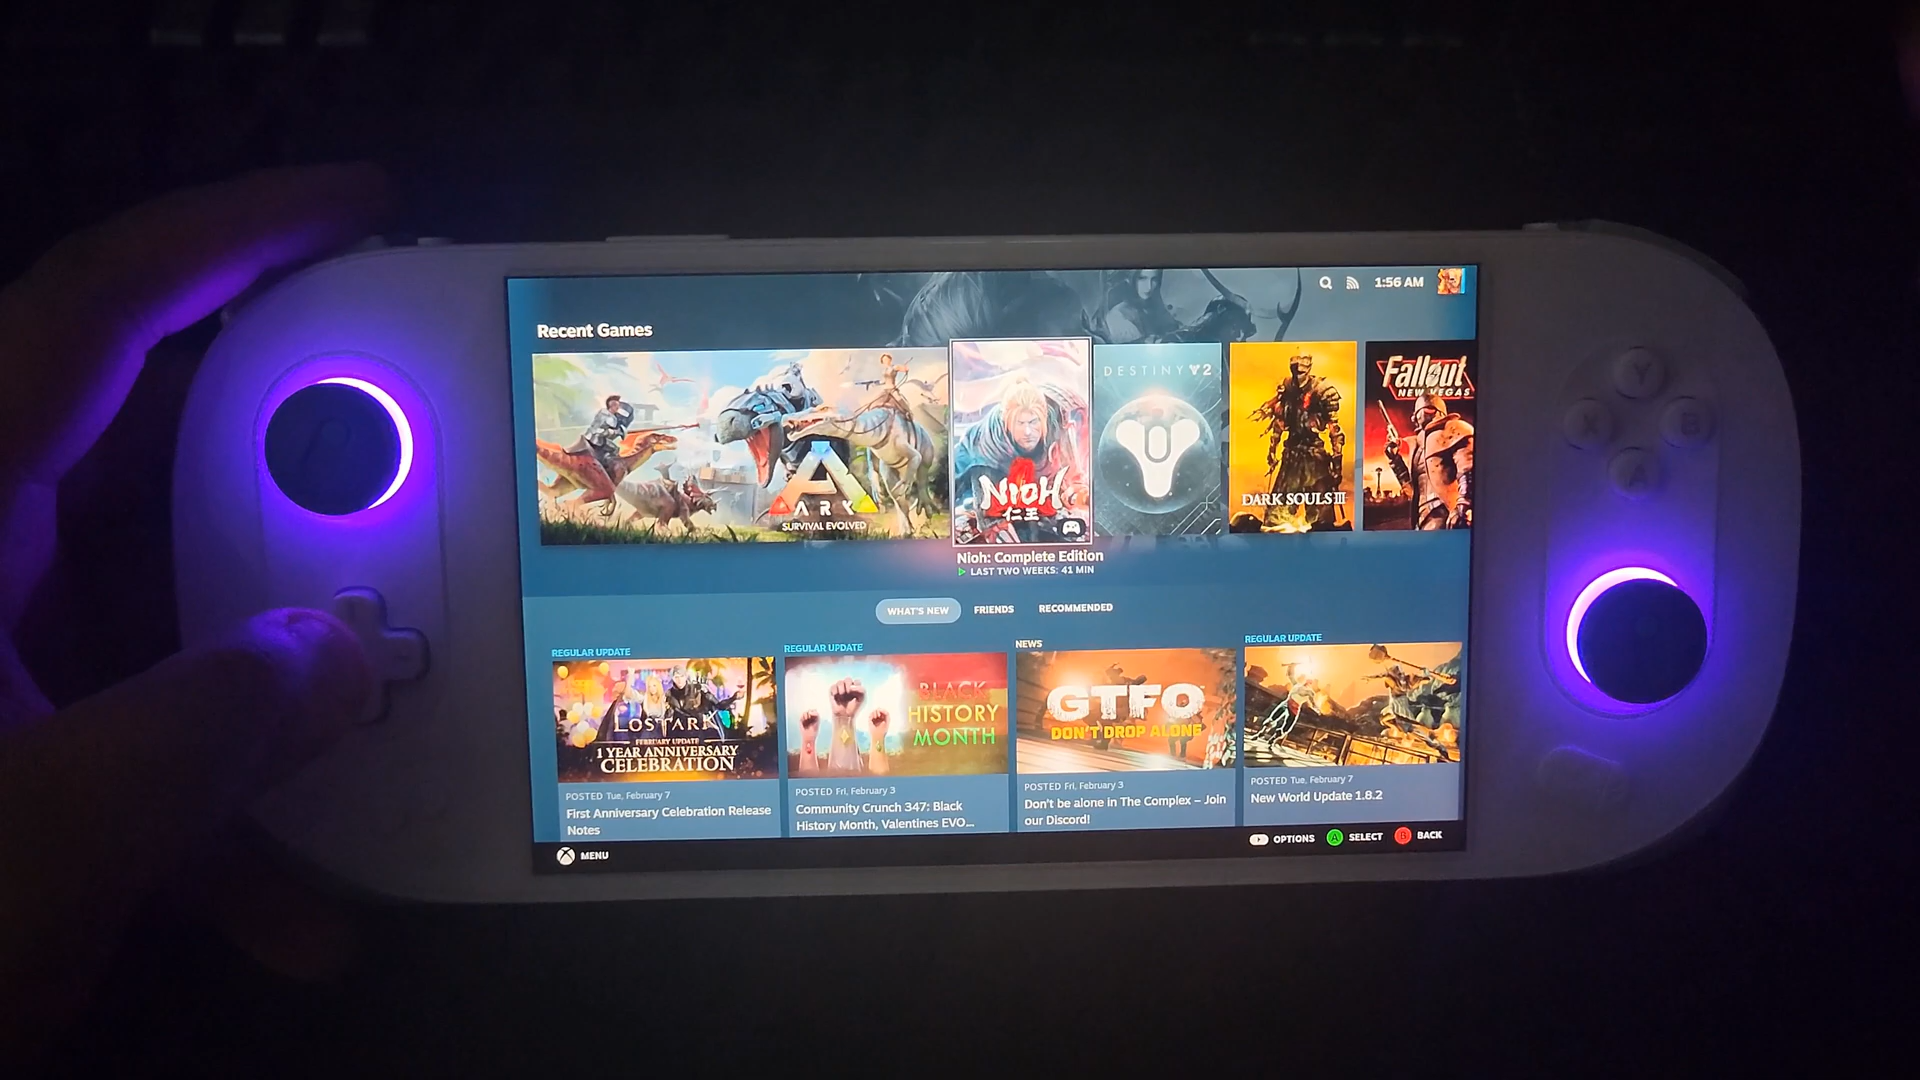 1:56 AM
Recent Games
ARK
SURVIVAL EVOLVED
NIOH
仁王
DESTINY 2
DARK SOULS III
Fallout
NEW VEGAS
Nioh: Complete Edition
LAST TWO WEEKS: 41 MIN
WHAT'S NEW
FRIENDS
RECOMMENDED
REGULAR UPDATE
LOST ARK
FEBRUARY UPDATE
1 YEAR ANNIVERSARY
CELEBRATION
POSTED Tue, February 7
First Anniversary Celebration Release
Notes
REGULAR UPDATE
BLACK
HISTORY
MONTH
POSTED Fri, February 3
Community Crunch 347: Black
History Month, Valentines EVO...
NEWS
GTFO
DON'T DROP ALONE
POSTED Fri, February 3
Don't be alone in The Complex – Join
our Discord!
REGULAR UPDATE
POSTED Tue, February 7
New World Update 1.8.2
MENU
OPTIONS
A SELECT
B BACK
Y
X
B
A